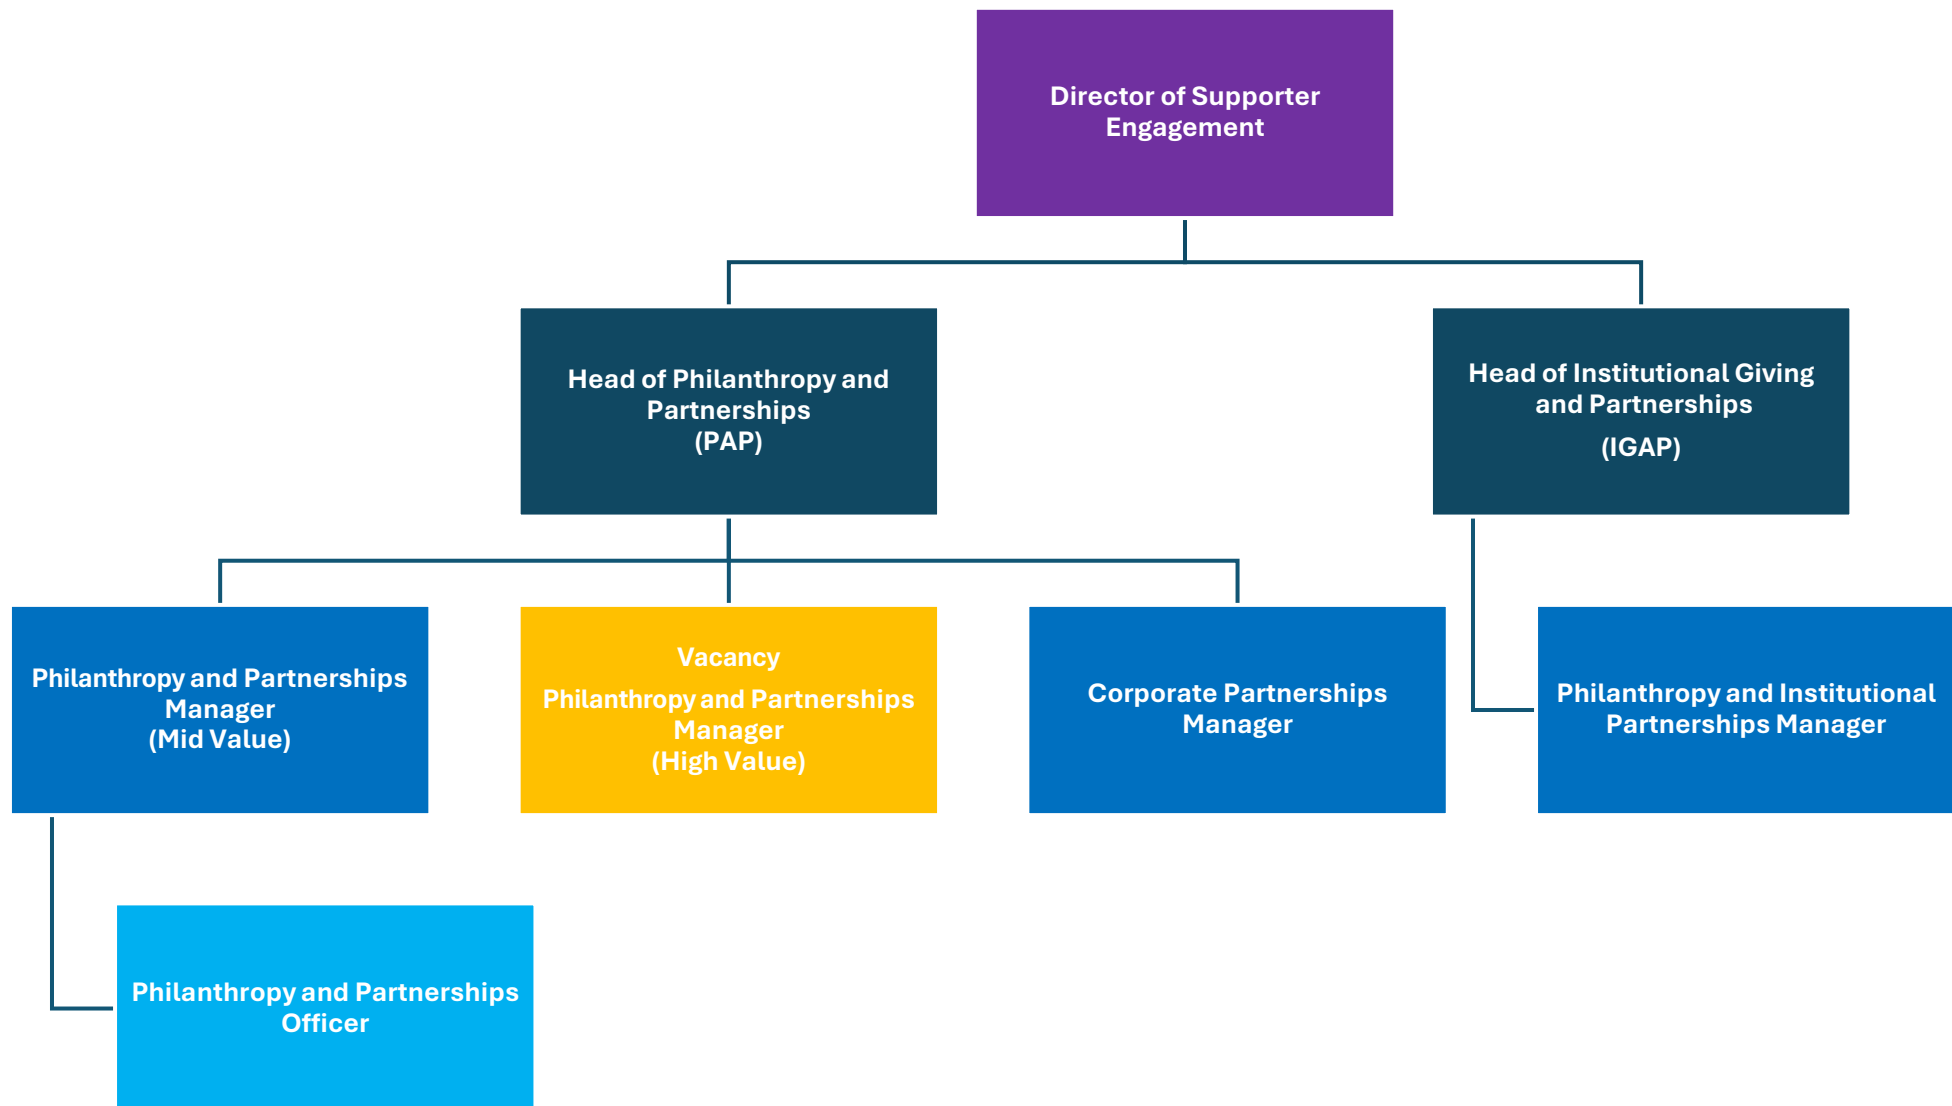 Director of Supporter
Engagement
Head of Philanthropy and
Partnerships
(PAP)
Head of Institutional Giving
and Partnerships
(IGAP)
Philanthropy and Partnerships
Manager
(Mid Value)
Vacancy
Philanthropy and Partnerships
Manager
(High Value)
Corporate Partnerships
Manager
Philanthropy and Institutional
Partnerships Manager
Philanthropy and Partnerships
Officer